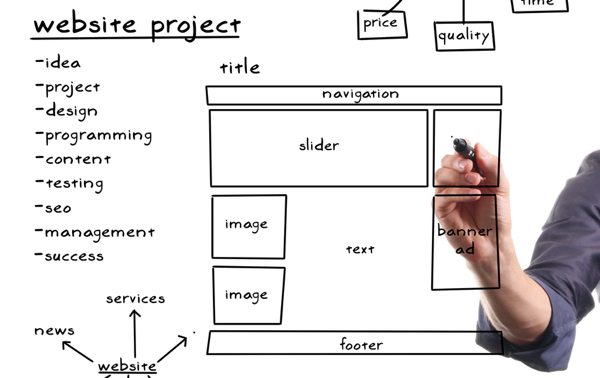 website project
-idea
-project
-design
-programming
-content
-testing
-seo
-management
-success
price
quality
time
title
navigation
slider
image
text
banner
ad
image
footer
services
news
website